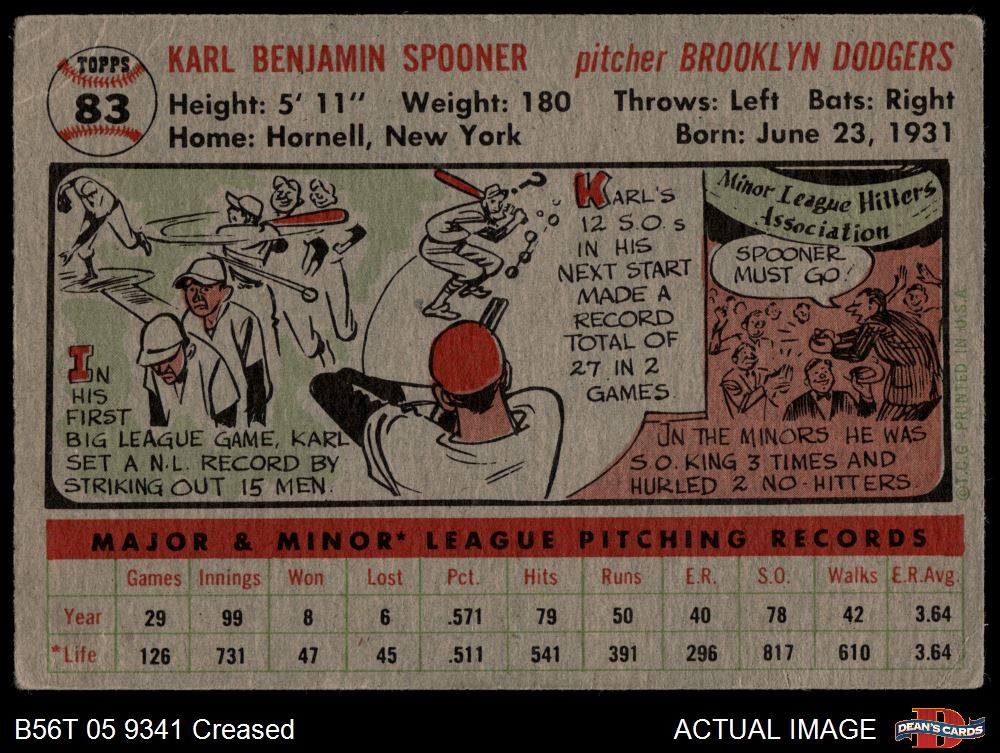 TOPPS
83
KARL BENJAMIN SPOONER pitcher BROOKLYN DODGERS
Height: 5' 11" Weight: 180 Throws: Left Bats: Right
Home: Hornell, New York Born: June 23, 1931
IN
HIS
FIRST
BIG LEAGUE GAME, KARL
SET A N.L. RECORD BY
STRIKING OUT 15 MEN.
KARL'S
12 S.O.s
IN HIS
NEXT START
MADE A
RECORD
TOTAL OF
27 IN 2
GAMES.
Minor League Hitters
Association
SPOONER
MUST GO!
IN THE MINORS HE WAS
S.O. KING 3 TIMES AND
HURLED 2 NO-HITTERS.
© T.C.G. PRINTED IN U.S.A.
MAJOR & MINOR* LEAGUE PITCHING RECORDS
Games Innings Won Lost Pct. Hits Runs E.R. S.O. Walks E.R.Avg.
Year 29 99 8 6 .571 79 50 40 78 42 3.64
*Life 126 731 47 45 .511 541 391 296 817 610 3.64
B56T 05 9341 Creased ACTUAL IMAGE
DEAN'S CARDS